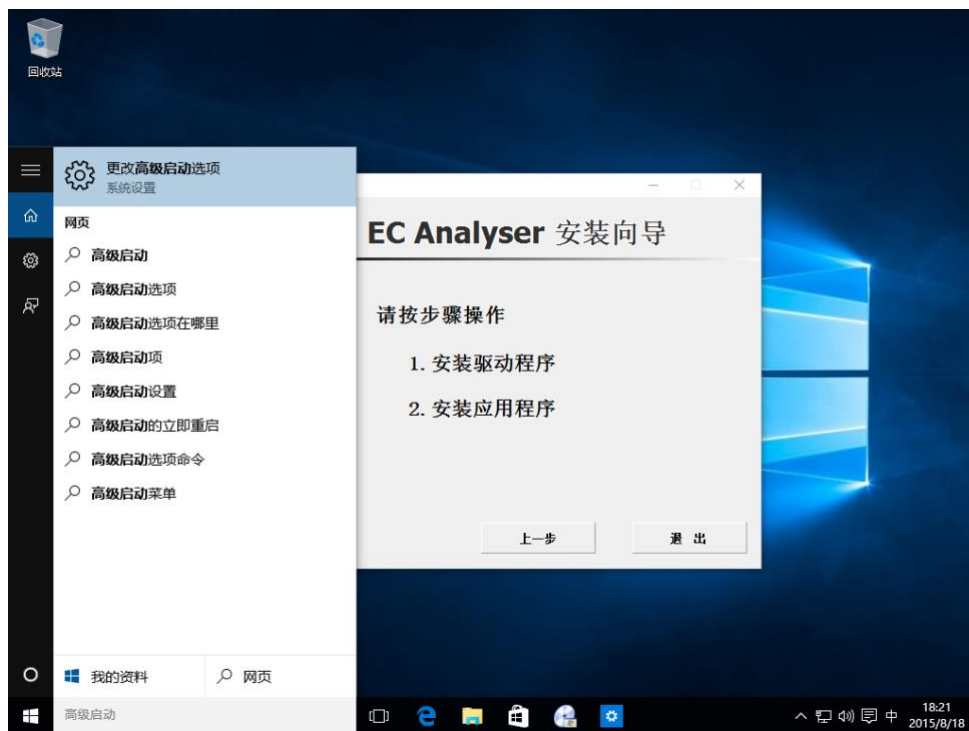 回收站
更改高级启动选项
系统设置
网页
高级启动
高级启动选项
高级启动选项在哪里
高级启动项
高级启动设置
高级启动的立即重启
高级启动选项命令
高级启动菜单
我的资料
网页
高级启动
EC Analyser 安装向导
请按步骤操作
1. 安装驱动程序
2. 安装应用程序
上一步
退 出
中
18:21
2015/8/18